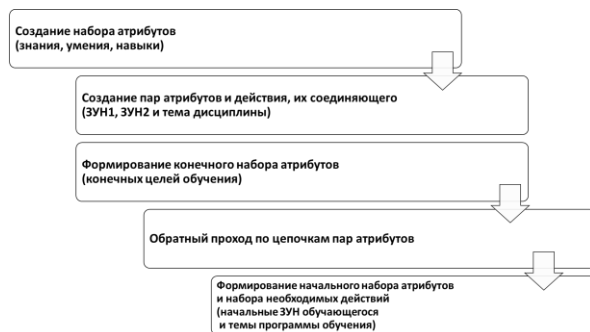 Создание набора атрибутов
(знания, умения, навыки)
Создание пар атрибутов и действия, их соединяющего
(ЗУН1, ЗУН2 и тема дисциплины)
Формирование конечного набора атрибутов
(конечных целей обучения)
Обратный проход по цепочкам пар атрибутов
Формирование начального набора атрибутов
и набора необходимых действий
(начальные ЗУН обучающегося
и темы программы обучения)